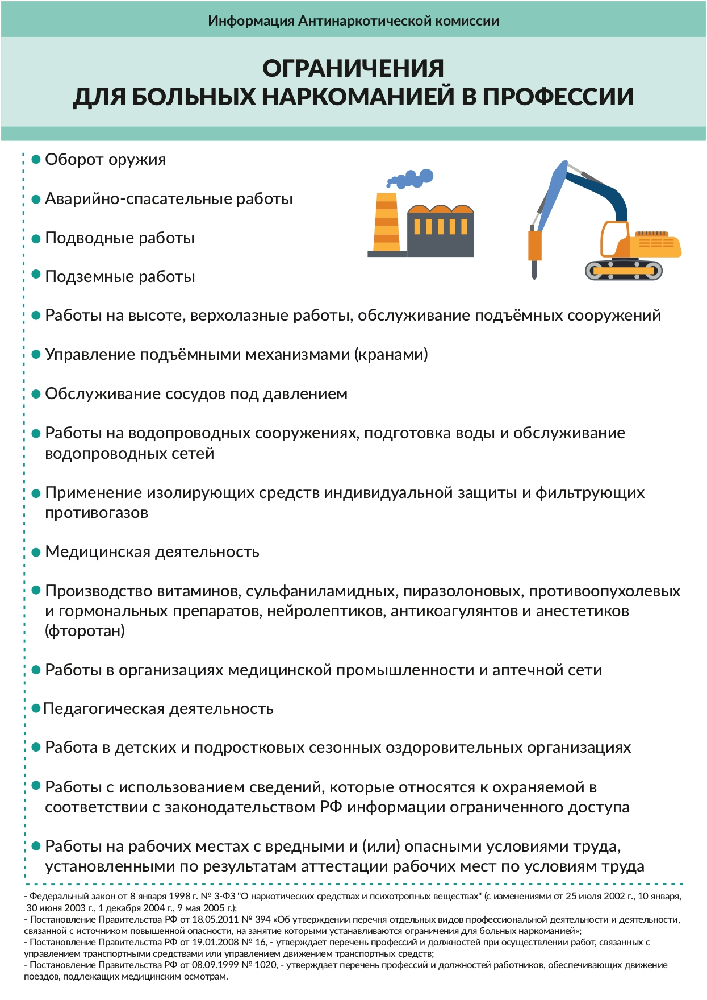 Информация Антинаркотической комиссии
ОГРАНИЧЕНИЯ
ДЛЯ БОЛЬНЫХ НАРКОМАНИЕЙ В ПРОФЕССИИ
Оборот оружия
Аварийно-спасательные работы
Подводные работы
Подземные работы
Работы на высоте, верхолазные работы, обслуживание подъёмных сооружений
Управление подъёмными механизмами (кранами)
Обслуживание сосудов под давлением
Работы на водопроводных сооружениях, подготовка воды и обслуживание
водопроводных сетей
Применение изолирующих средств индивидуальной защиты и фильтрующих
противогазов
Медицинская деятельность
Производство витаминов, сульфаниламидных, пиразолоновых, противоопухолевых
и гормональных препаратов, нейролептиков, антикоагулянтов и анестетиков
(фторотан)
Работы в организациях медицинской промышленности и аптечной сети
Педагогическая деятельность
Работа в детских и подростковых сезонных оздоровительных организациях
Работы с использованием сведений, которые относятся к охраняемой в
соответствии с законодательством РФ информации ограниченного доступа
Работы на рабочих местах с вредными и (или) опасными условиями труда,
установленными по результатам аттестации рабочих мест по условиям труда
- Федеральный закон от 8 января 1998 г. № 3-ФЗ "О наркотических средствах и психотропных веществах" (с изменениями от 25 июля 2002 г., 10 января,
30 июня 2003 г., 1 декабря 2004 г., 9 мая 2005 г.);
- Постановление Правительства РФ от 18.05.2011 № 394 «Об утверждении перечня отдельных видов профессиональной деятельности и деятельности,
связанной с источником повышенной опасности, на занятие которыми устанавливаются ограничения для больных наркоманией»;
- Постановление Правительства РФ от 19.01.2008 № 16, - утверждает перечень профессий и должностей при осуществлении работ, связанных с
управлением транспортными средствами или управлением движением транспортных средств;
- Постановление Правительства РФ от 08.09.1999 № 1020, - утверждает перечень профессий и должностей работников, обеспечивающих движение
поездов, подлежащих медицинским осмотрам.